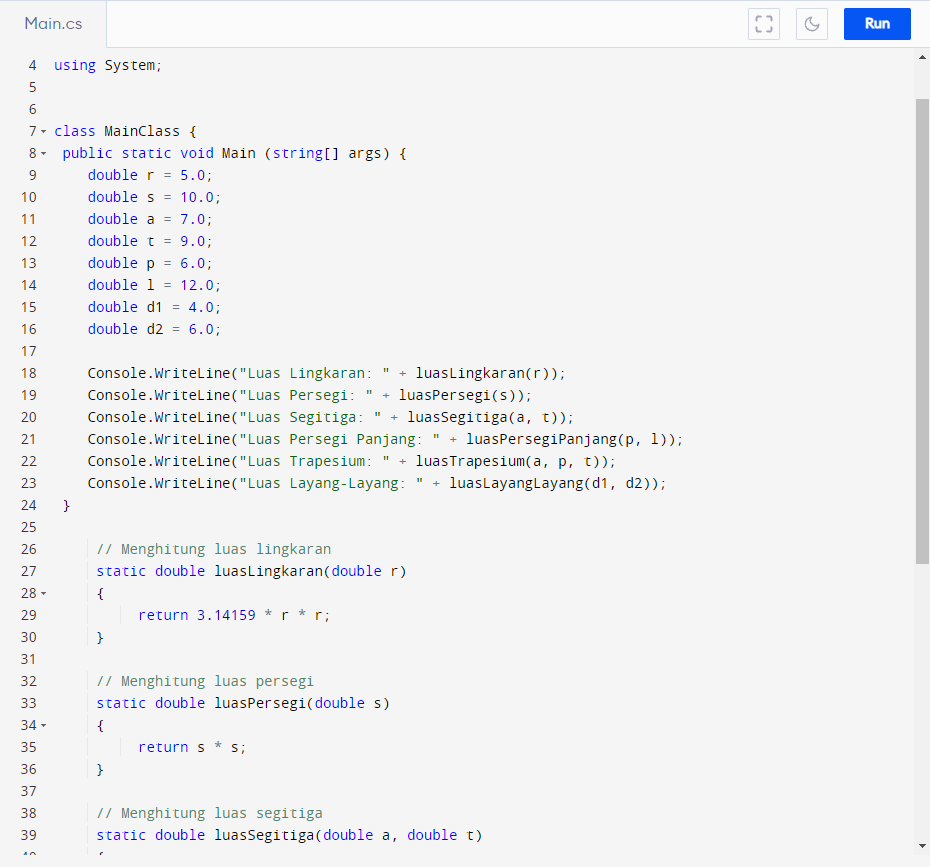 Main.cs
Run
4 using System;
5
6
7 class MainClass {
8 public static void Main (string[] args) {
9 double r = 5.0;
10 double s = 10.0;
11 double a = 7.0;
12 double t = 9.0;
13 double p = 6.0;
14 double l = 12.0;
15 double d1 = 4.0;
16 double d2 = 6.0;
17
18 Console.WriteLine("Luas Lingkaran: " + luasLingkaran(r));
19 Console.WriteLine("Luas Persegi: " + luasPersegi(s));
20 Console.WriteLine("Luas Segitiga: " + luasSegitiga(a, t));
21 Console.WriteLine("Luas Persegi Panjang: " + luasPersegiPanjang(p, l));
22 Console.WriteLine("Luas Trapesium: " + luasTrapesium(a, p, t));
23 Console.WriteLine("Luas Layang-Layang: " + luasLayangLayang(d1, d2));
24 }
25
26 // Menghitung luas lingkaran
27 static double luasLingkaran(double r)
28 {
29 return 3.14159 * r * r;
30 }
31
32 // Menghitung luas persegi
33 static double luasPersegi(double s)
34 {
35 return s * s;
36 }
37
38 // Menghitung luas segitiga
39 static double luasSegitiga(double a, double t)